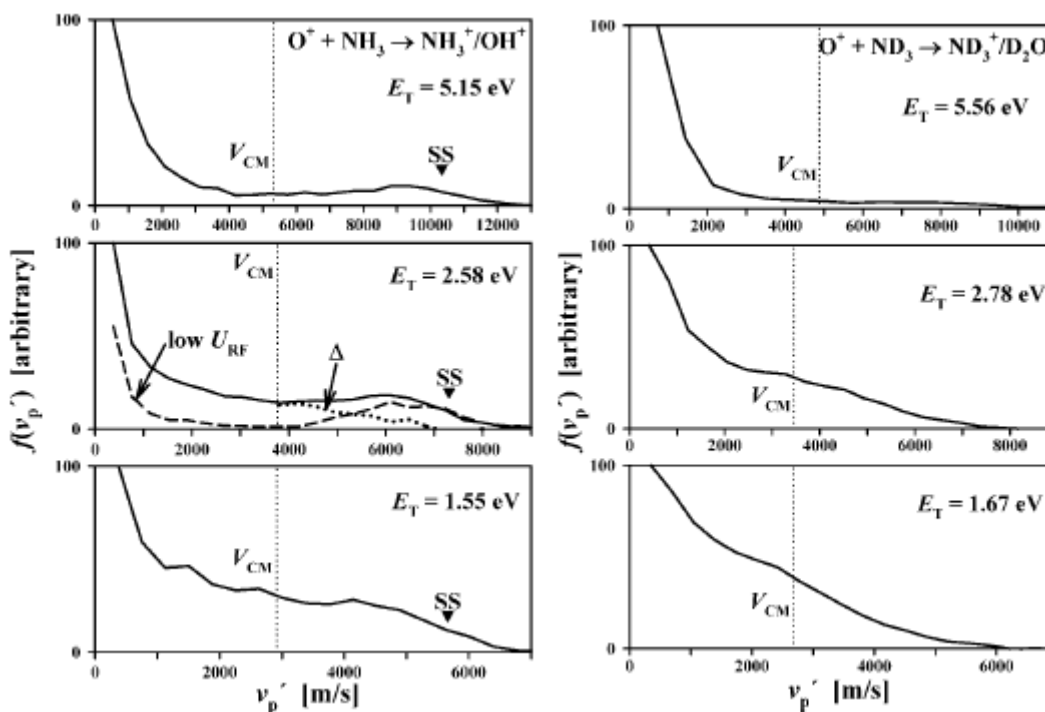 100
O⁺ + NH₃ → NH₃⁺/OH⁺
E_T = 5.15 eV
V_CM
SS
0
0 2000 4000 6000 8000 10000 12000
100
V_CM
E_T = 2.58 eV
low U_RF
Δ
SS
0
0 2000 4000 6000 8000
100
E_T = 1.55 eV
V_CM
SS
0
0 2000 4000 6000
f(v_p´) [arbitrary]
v_p´ [m/s]
100
O⁺ + ND₃ → ND₃⁺/D₂O
E_T = 5.56 eV
V_CM
0
0 2000 4000 6000 8000 10000
100
E_T = 2.78 eV
V_CM
0
0 2000 4000 6000 8000
100
E_T = 1.67 eV
V_CM
0
0 2000 4000 6000
f(v_p´) [arbitrary]
v_p´ [m/s]